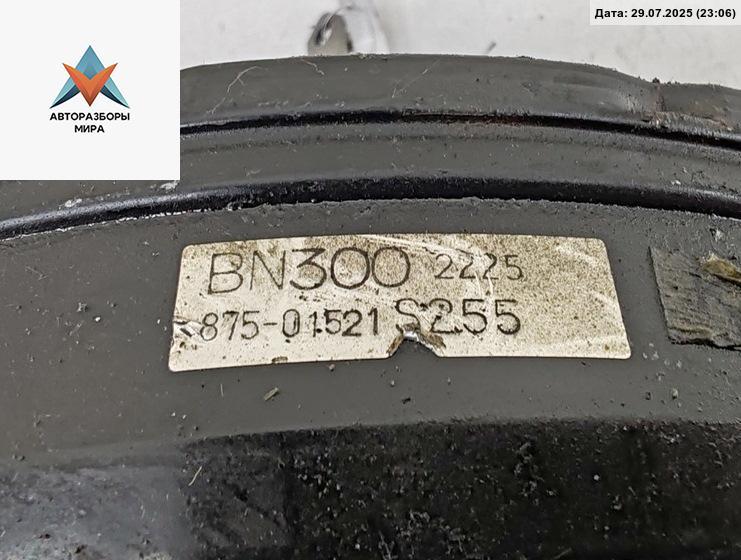 Дата: 29.07.2025 (23:06)
АВТОРАЗБОРЫ
МИРА
BN300 2225
875-01521 S255